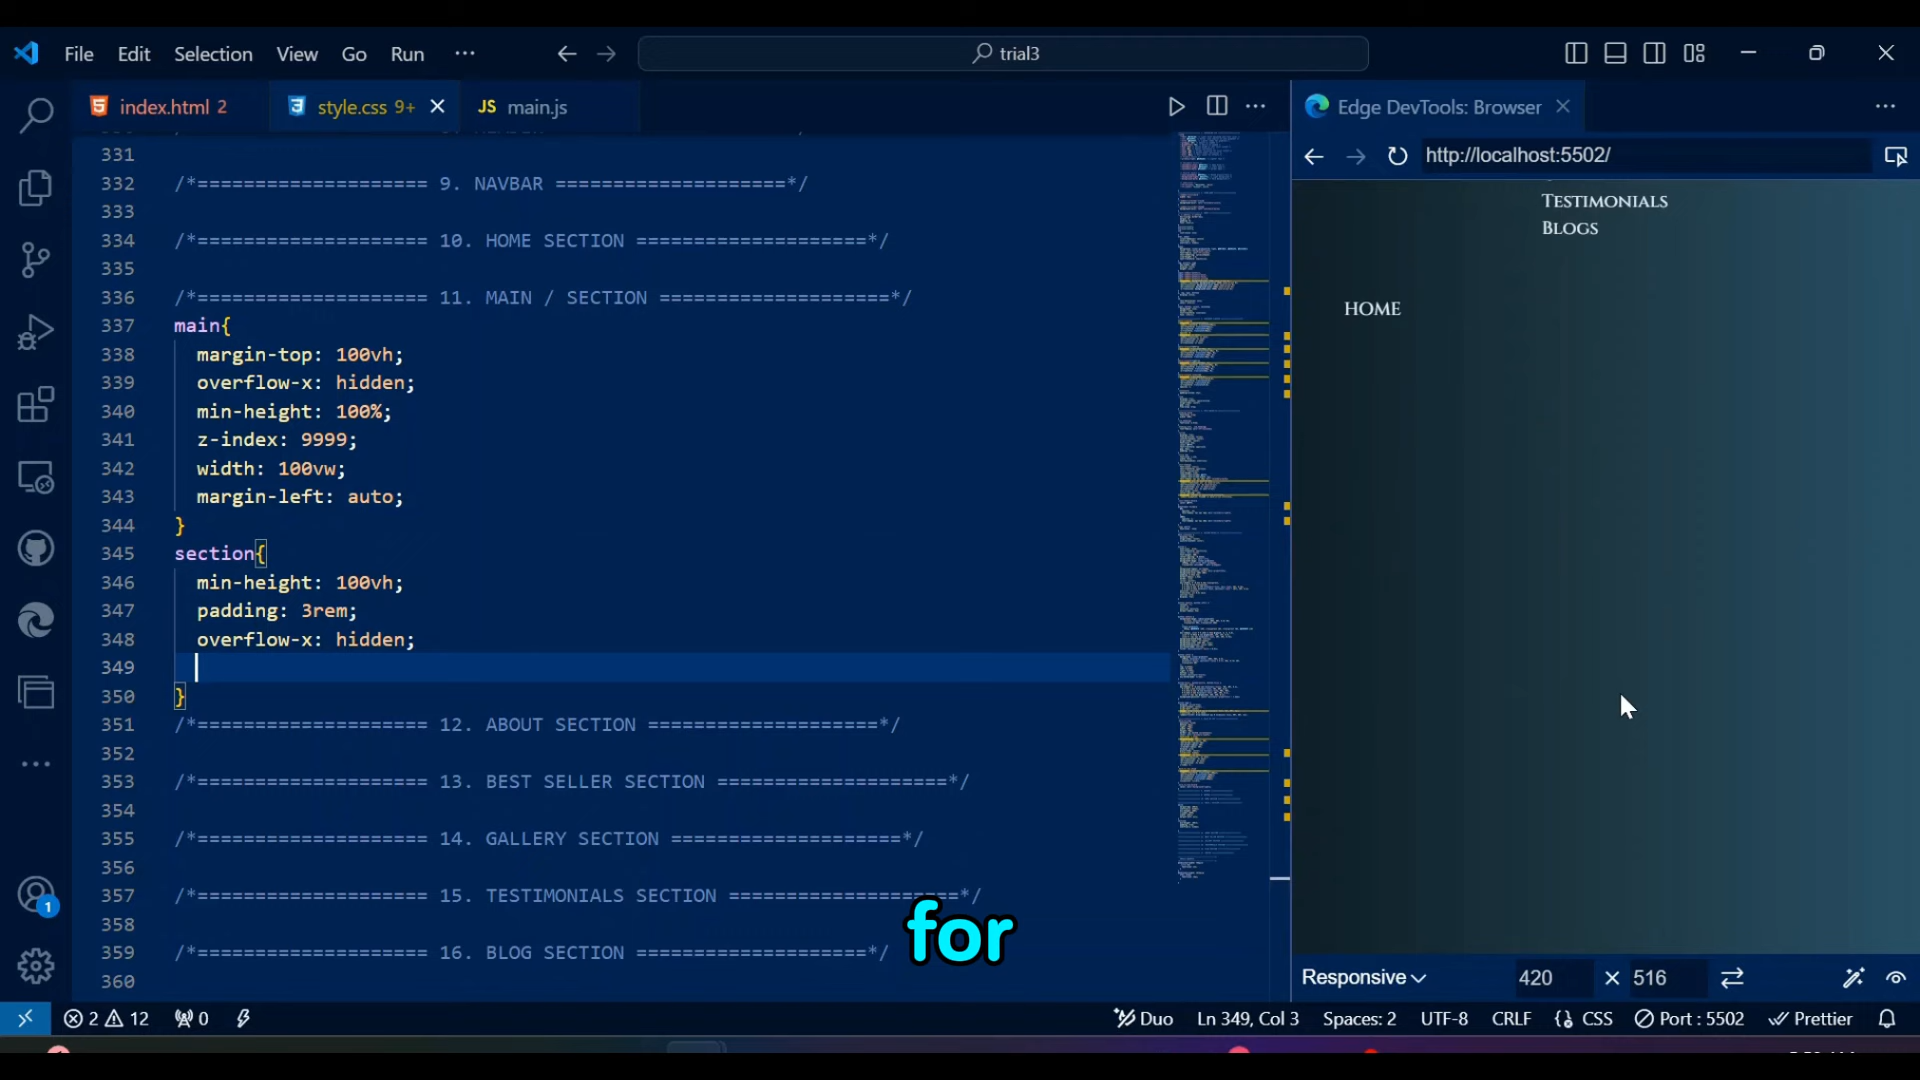 File Edit Selection View Go Run ··· trial3
index.html 2 style.css 9+ JS main.js
Edge DevTools: Browser
http://localhost:5502/
331
332 /*==================== 9. NAVBAR ====================*/
333
334 /*==================== 10. HOME SECTION ====================*/
335
336 /*==================== 11. MAIN / SECTION ====================*/
337 main{
338 margin-top: 100vh;
339 overflow-x: hidden;
340 min-height: 100%;
341 z-index: 9999;
342 width: 100vw;
343 margin-left: auto;
344 }
345 section{
346 min-height: 100vh;
347 padding: 3rem;
348 overflow-x: hidden;
349
350 }
351 /*==================== 12. ABOUT SECTION ====================*/
352
353 /*==================== 13. BEST SELLER SECTION ====================*/
354
355 /*==================== 14. GALLERY SECTION ====================*/
356
357 /*==================== 15. TESTIMONIALS SECTION ====================*/
358
359 /*==================== 16. BLOG SECTION ====================*/
360
Testimonials
Blogs
HOME
for
Responsive 420 × 516
1
2 12 0 Duo Ln 349, Col 3 Spaces: 2 UTF-8 CRLF {} CSS Port : 5502 Prettier